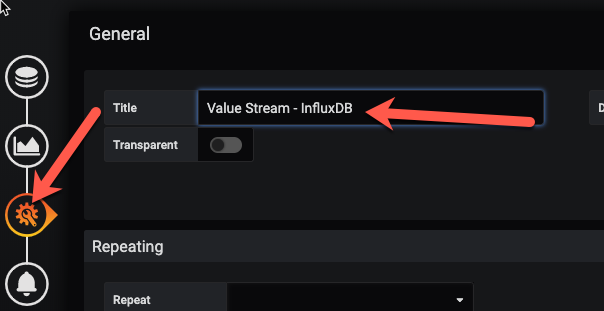 General
Title
Value Stream - InfluxDB
D
Transparent
Repeating
Repeat